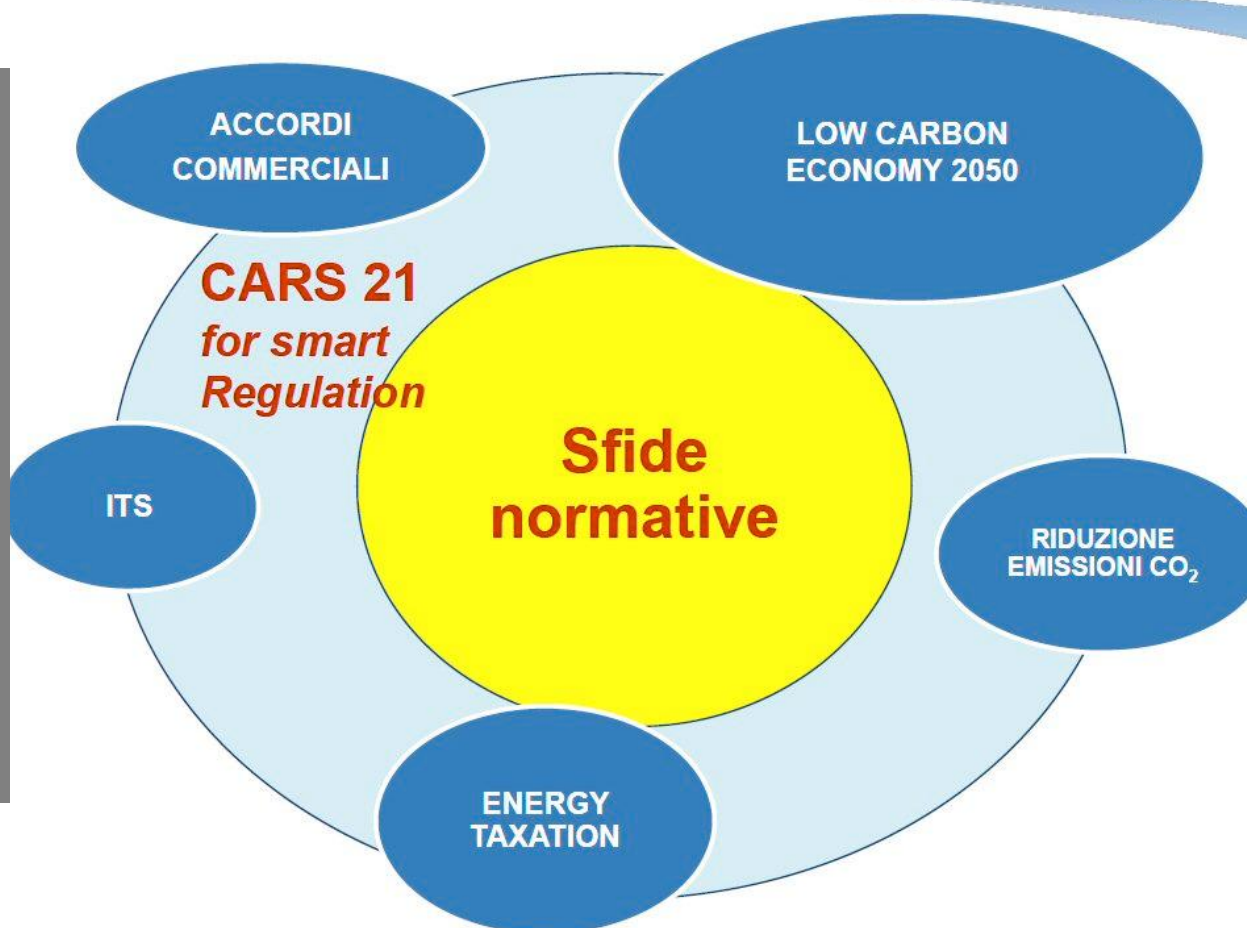 ACCORDI
COMMERCIALI
LOW CARBON
ECONOMY 2050
CARS 21
for smart
Regulation
Sfide
normative
ITS
RIDUZIONE
EMISSIONI CO₂
ENERGY
TAXATION